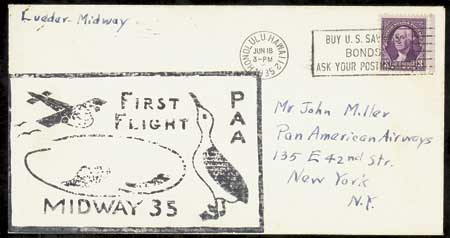 Lueder - Midway
HONOLULU HAWAII
JUN 18
3-PM
BUY U.S. SAV
BONDS
ASK YOUR POSTM
FIRST
FLIGHT
PAA
MIDWAY 35
Mr John Miller
Pan American Airways
135 E 42nd Str.
New York
N.Y.